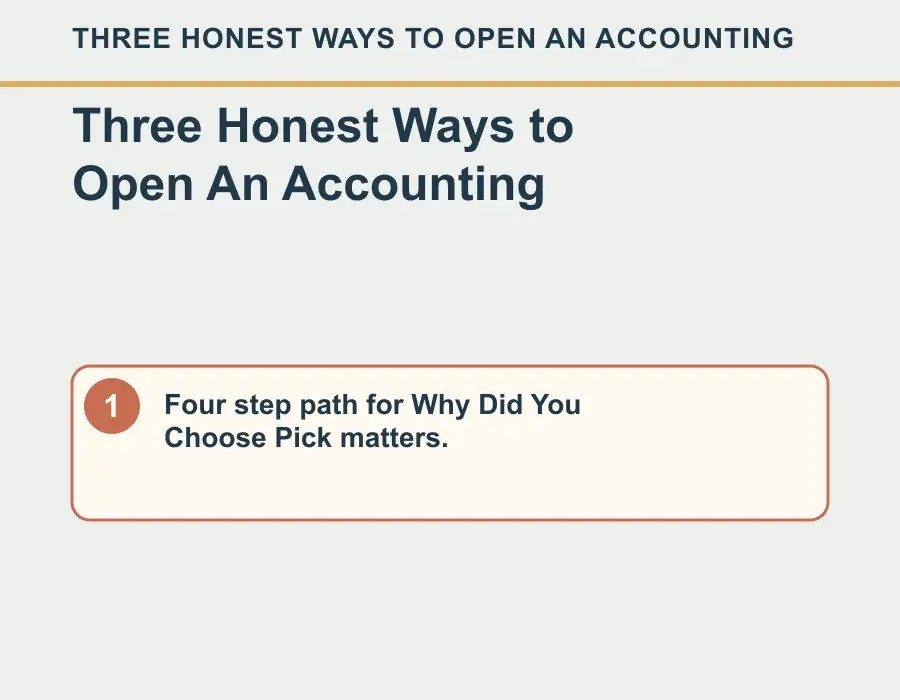 THREE HONEST WAYS TO OPEN AN ACCOUNTING
Three Honest Ways to
Open An Accounting
1
Four step path for Why Did You
Choose Pick matters.